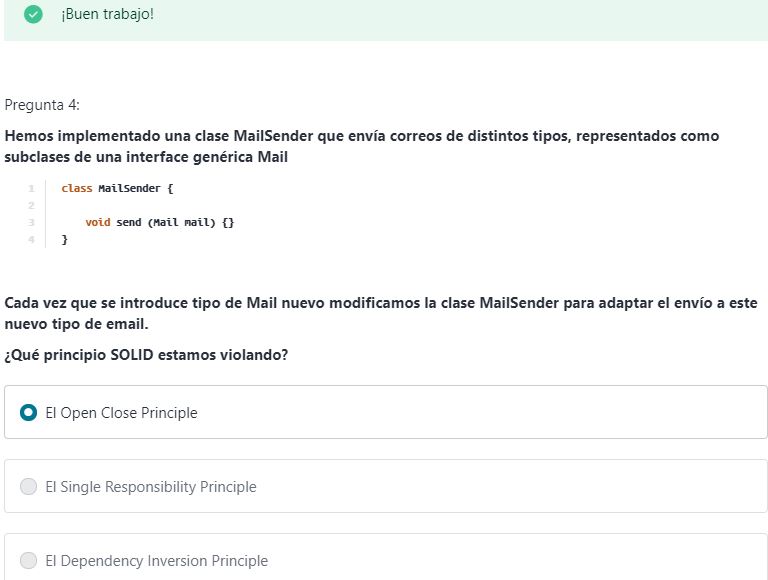 ¡Buen trabajo!
Pregunta 4:
Hemos implementado una clase MailSender que envía correos de distintos tipos, representados como
subclases de una interface genérica Mail
1 class MailSender {
2
3 void send (Mail mail) {}
4 }
Cada vez que se introduce tipo de Mail nuevo modificamos la clase MailSender para adaptar el envío a este
nuevo tipo de email.
¿Qué principio SOLID estamos violando?
El Open Close Principle
El Single Responsibility Principle
El Dependency Inversion Principle